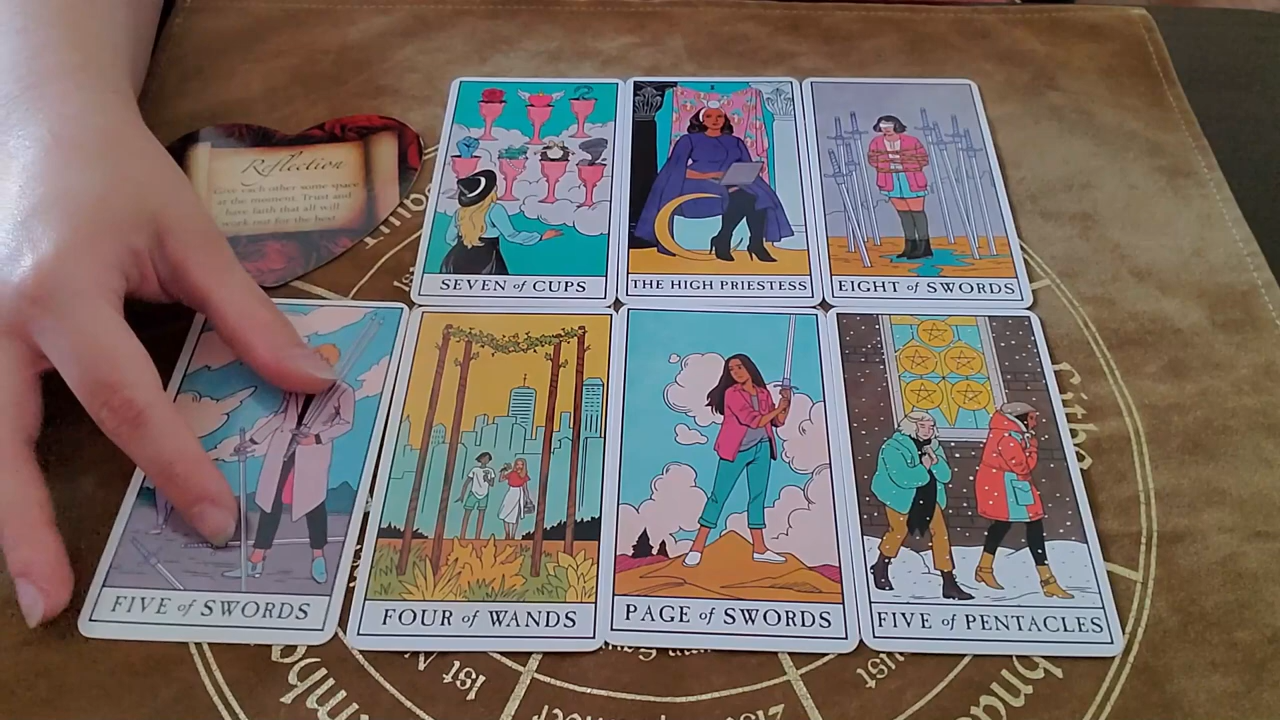 Reflection
Give each other some space
at the moment. Trust and
have faith that all will
work out for the best
SEVEN of CUPS
THE HIGH PRIESTESS
EIGHT of SWORDS
FIVE of SWORDS
FOUR of WANDS
PAGE of SWORDS
FIVE of PENTACLES
1st